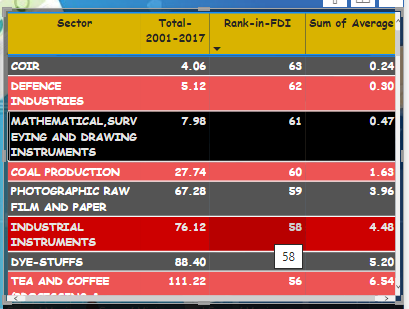 Sector Total- Rank-in-FDI Sum of Average
2001-2017
COIR 4.06 63 0.24
DEFENCE 5.12 62 0.30
INDUSTRIES
MATHEMATICAL,SURV 7.98 61 0.47
EYING AND DRAWING
INSTRUMENTS
COAL PRODUCTION 27.74 60 1.63
PHOTOGRAPHIC RAW 67.28 59 3.96
FILM AND PAPER
INDUSTRIAL 76.12 58 4.48
INSTRUMENTS
58
DYE-STUFFS 88.40 5.20
TEA AND COFFEE 111.22 56 6.54